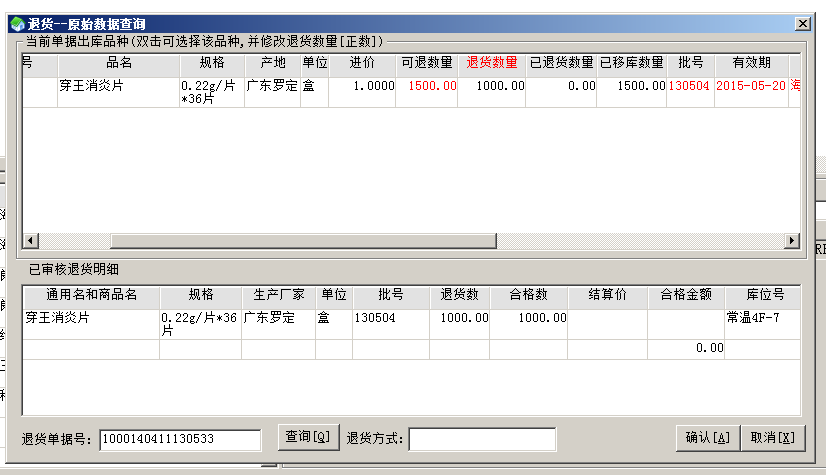 退货--原始数据查询
当前单据出库品种(双击可选择该品种,并修改退货数量[正数])
号 品名 规格 产地 单位 进价 可退数量 退货数量 已退货数量 已移库数量 批号 有效期
穿王消炎片 0.22g/片*36片 广东罗定 盒 1.0000 1500.00 1000.00 0.00 1500.00 130504 2015-05-20 海
已审核退货明细
通用名和商品名 规格 生产厂家 单位 批号 退货数 合格数 结算价 合格金额 库位号
穿王消炎片 0.22g/片*36片 广东罗定 盒 130504 1000.00 1000.00 常温4F-7
0.00
退货单据号: 1000140411130533 查询[Q] 退货方式: 确认[A] 取消[X]